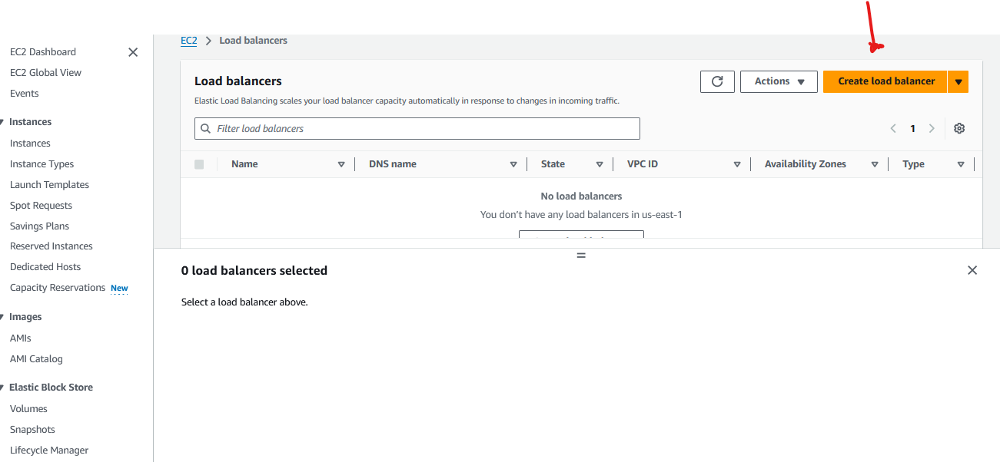 EC2 > Load balancers
EC2 Dashboard
EC2 Global View
Events
Instances
Instances
Instance Types
Launch Templates
Spot Requests
Savings Plans
Reserved Instances
Dedicated Hosts
Capacity Reservations New
Images
AMIs
AMI Catalog
Elastic Block Store
Volumes
Snapshots
Lifecycle Manager
Load balancers
Actions
Create load balancer
Elastic Load Balancing scales your load balancer capacity automatically in response to changes in incoming traffic.
Filter load balancers
1
Name DNS name State VPC ID Availability Zones Type
No load balancers
You don't have any load balancers in us-east-1
0 load balancers selected
Select a load balancer above.